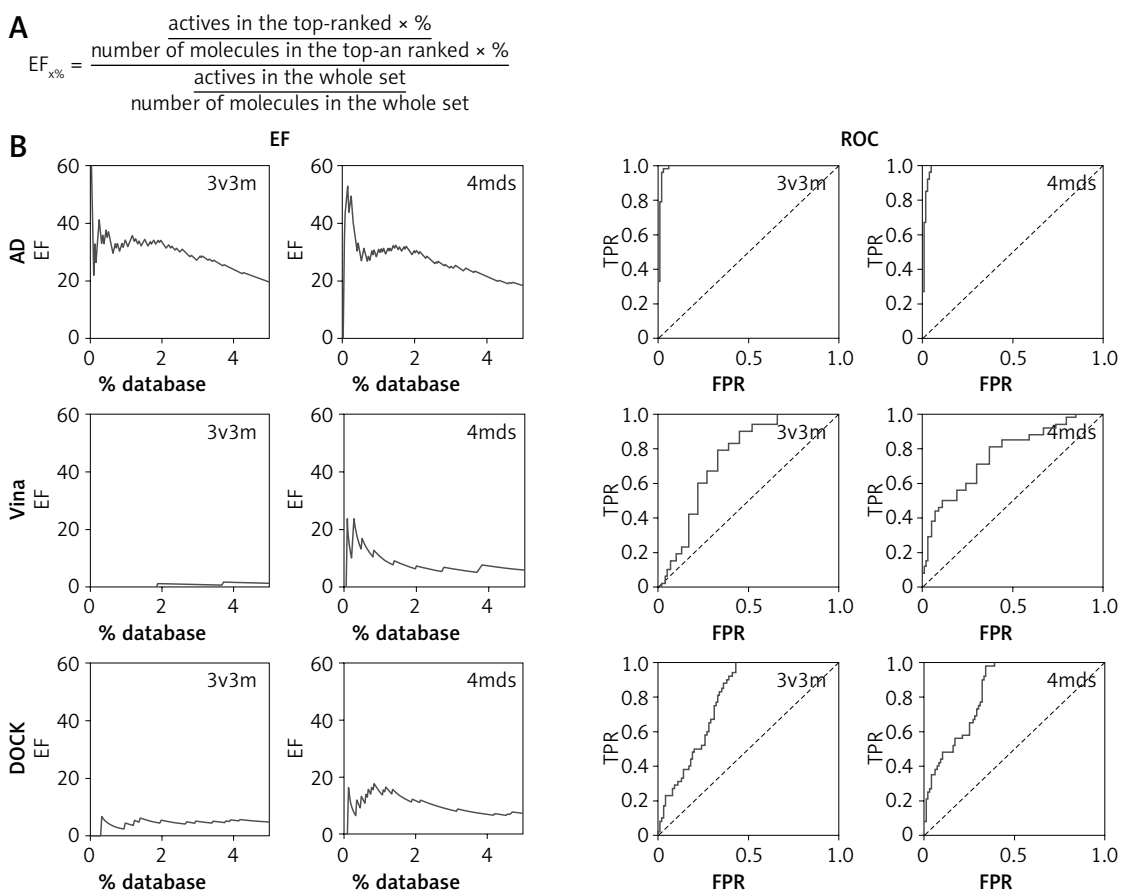 A
actives in the top-ranked × %
number of molecules in the top-an ranked × %
EFx% =
actives in the whole set
number of molecules in the whole set
B
EF
ROC
AD
EF
60
40
20
0
3v3m
0 2 4
% database
EF
60
40
20
0
4mds
0 2 4
% database
TPR
1.0
0.8
0.6
0.4
0.2
0
3v3m
0 0.5 1.0
FPR
TPR
1.0
0.8
0.6
0.4
0.2
0
4mds
0 0.5 1.0
FPR
Vina
EF
60
40
20
0
3v3m
0 2 4
% database
EF
60
40
20
0
4mds
0 2 4
% database
TPR
1.0
0.8
0.6
0.4
0.2
0
3v3m
0 0.5 1.0
FPR
TPR
1.0
0.8
0.6
0.4
0.2
0
4mds
0 0.5 1.0
FPR
DOCK
EF
60
40
20
0
3v3m
0 2 4
% database
EF
60
40
20
0
4mds
0 2 4
% database
TPR
1.0
0.8
0.6
0.4
0.2
0
3v3m
0 0.5 1.0
FPR
TPR
1.0
0.8
0.6
0.4
0.2
0
4mds
0 0.5 1.0
FPR